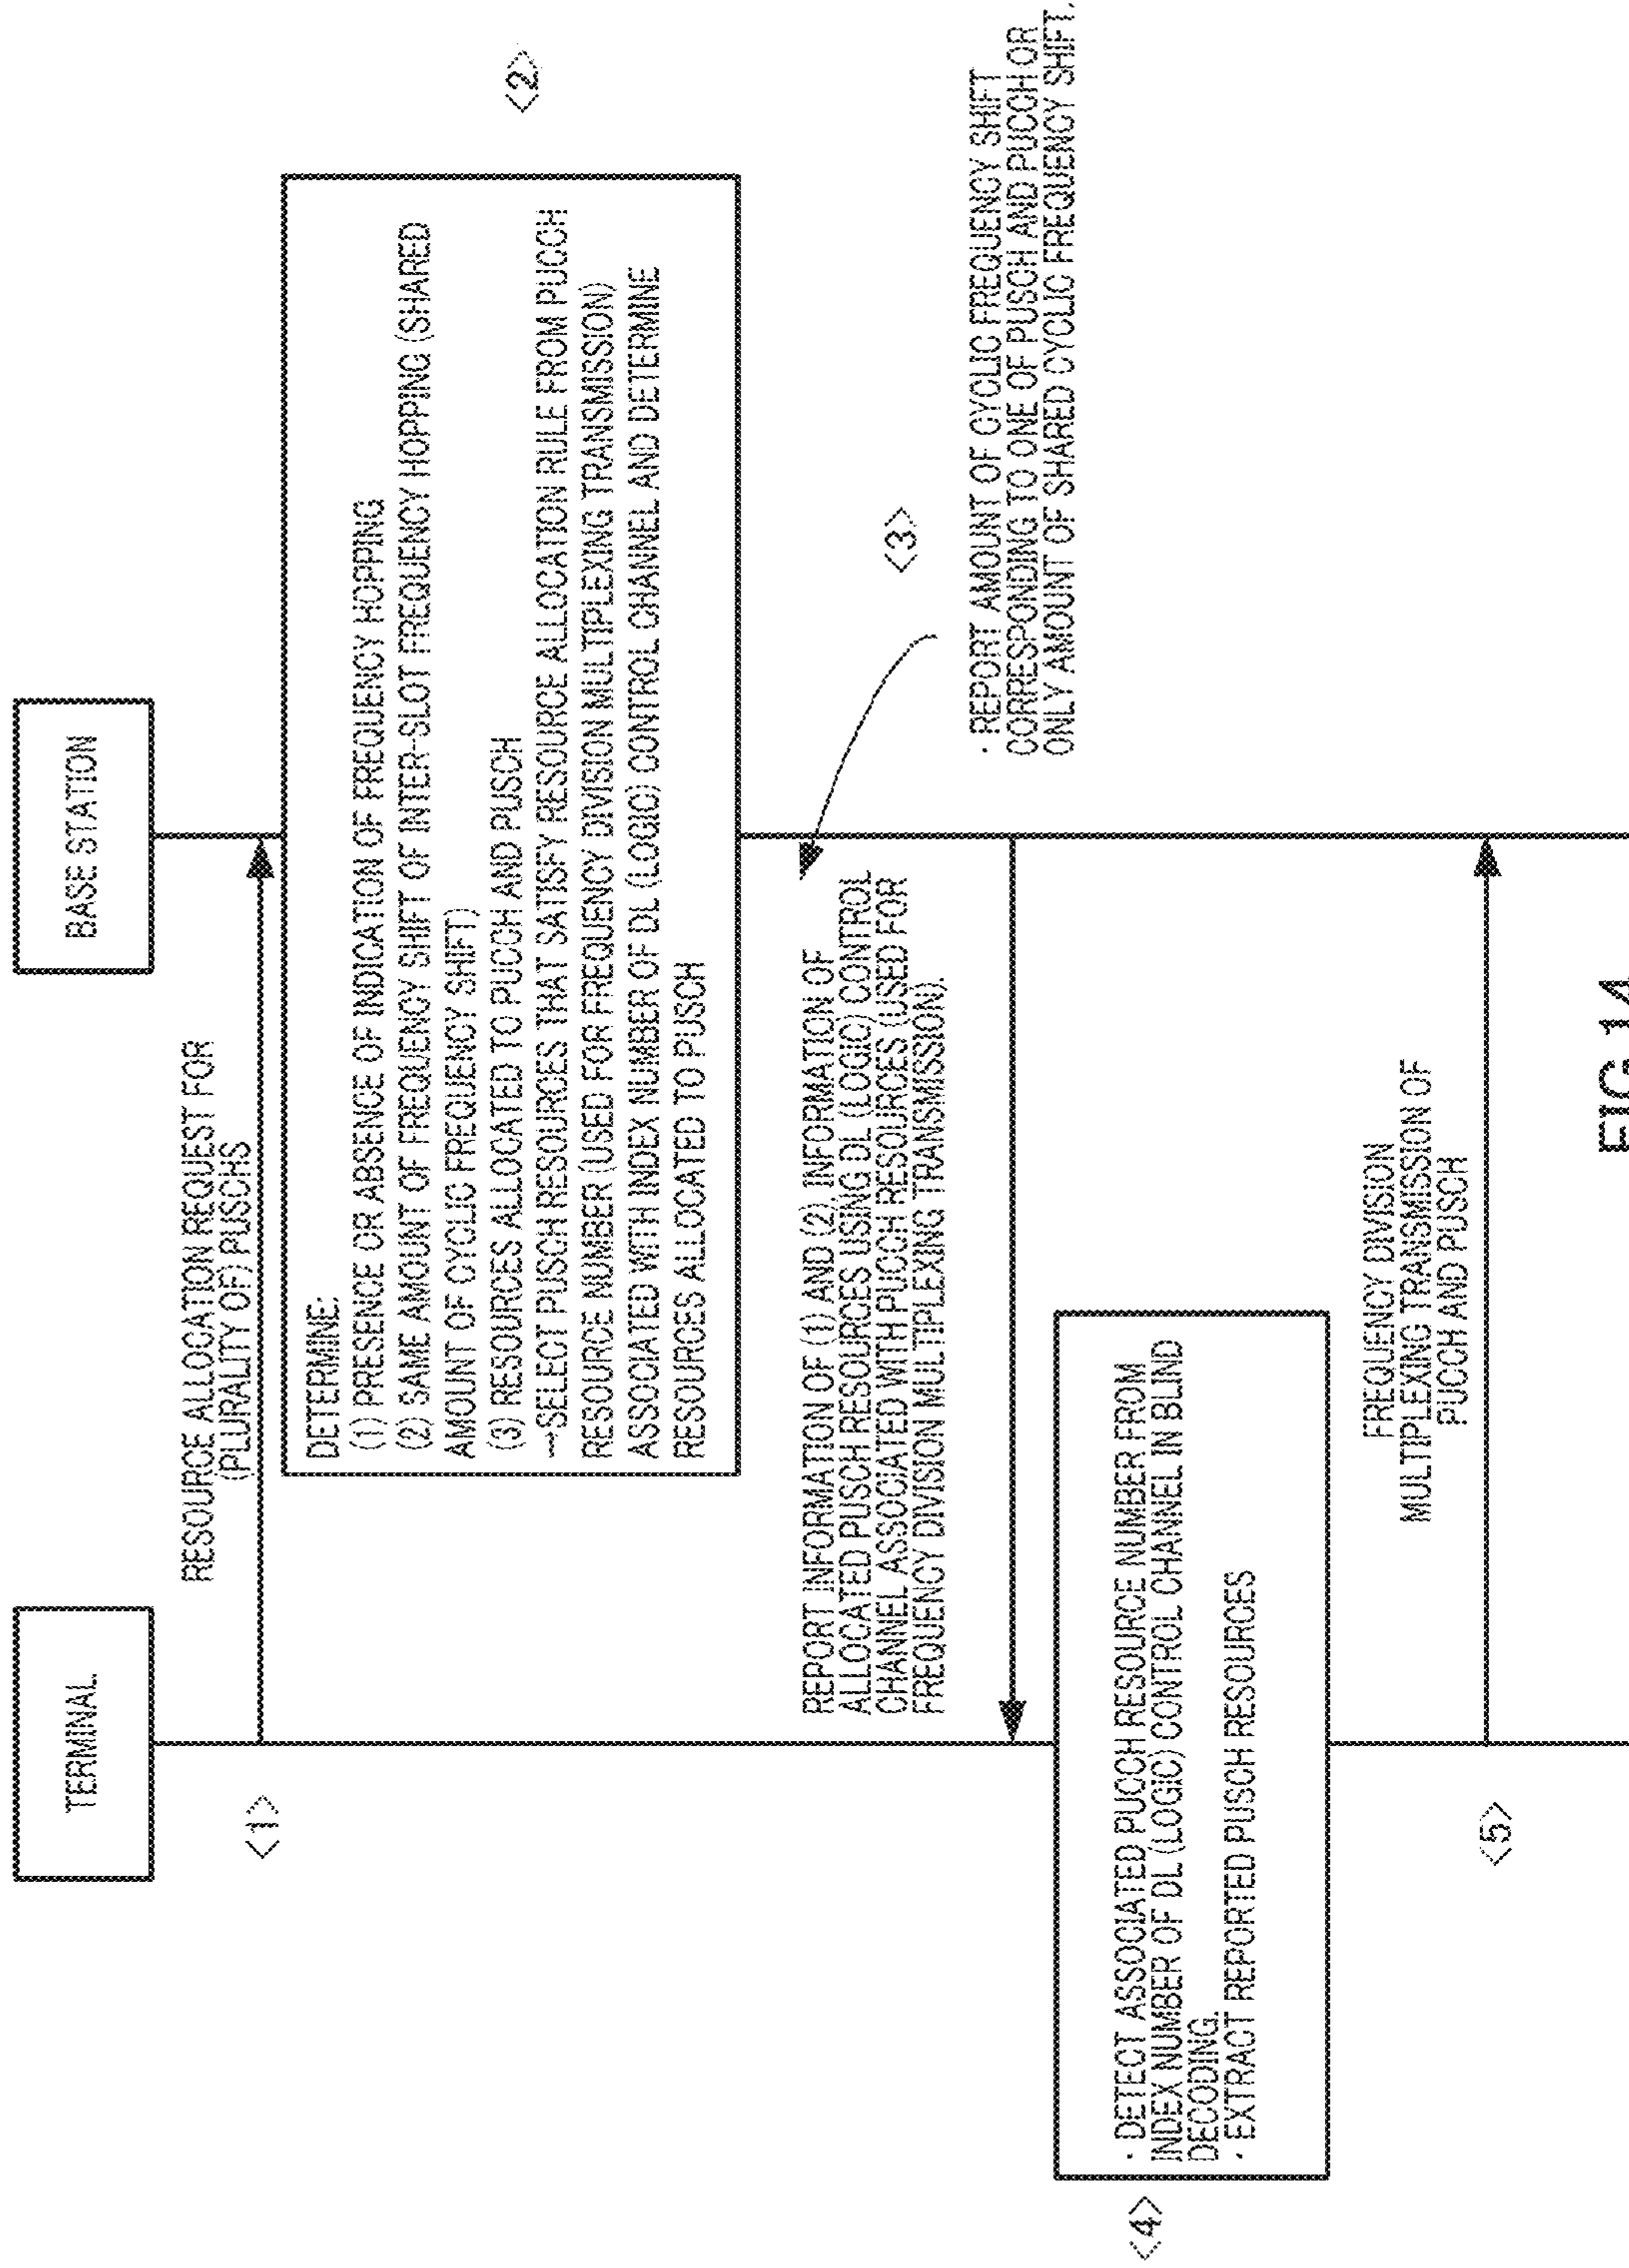 TERMINAL
BASE STATION
<1>
RESOURCE ALLOCATION REQUEST FOR
(PLURALITY OF) PUSCHS
<2>
DETERMINE:
(1) PRESENCE OR ABSENCE OF INDICATION OF FREQUENCY HOPPING
(2) SAME AMOUNT OF FREQUENCY SHIFT OF INTER-SLOT FREQUENCY HOPPING (SHARED
AMOUNT OF CYCLIC FREQUENCY SHIFT)
(3) RESOURCES ALLOCATED TO PUCCH AND PUSCH
→SELECT PUSCH RESOURCES THAT SATISFY RESOURCE ALLOCATION RULE FROM PUCCH
RESOURCE NUMBER (USED FOR FREQUENCY DIVISION MULTIPLEXING TRANSMISSION)
ASSOCIATED WITH INDEX NUMBER OF DL (LOGIC) CONTROL CHANNEL AND DETERMINE
RESOURCES ALLOCATED TO PUSCH
REPORT INFORMATION OF (1) AND (2), INFORMATION OF
ALLOCATED PUSCH RESOURCES USING DL (LOGIC) CONTROL
CHANNEL ASSOCIATED WITH PUCCH RESOURCES (USED FOR
FREQUENCY DIVISION MULTIPLEXING TRANSMISSION).
<3>
· REPORT AMOUNT OF CYCLIC FREQUENCY SHIFT
CORRESPONDING TO ONE OF PUSCH AND PUCCH OR
ONLY AMOUNT OF SHARED CYCLIC FREQUENCY SHIFT.
<4>
· DETECT ASSOCIATED PUCCH RESOURCE NUMBER FROM
INDEX NUMBER OF DL (LOGIC) CONTROL CHANNEL IN BLIND
DECODING.
· EXTRACT REPORTED PUSCH RESOURCES
<5>
FREQUENCY DIVISION
MULTIPLEXING TRANSMISSION OF
PUCCH AND PUSCH
FIG.14